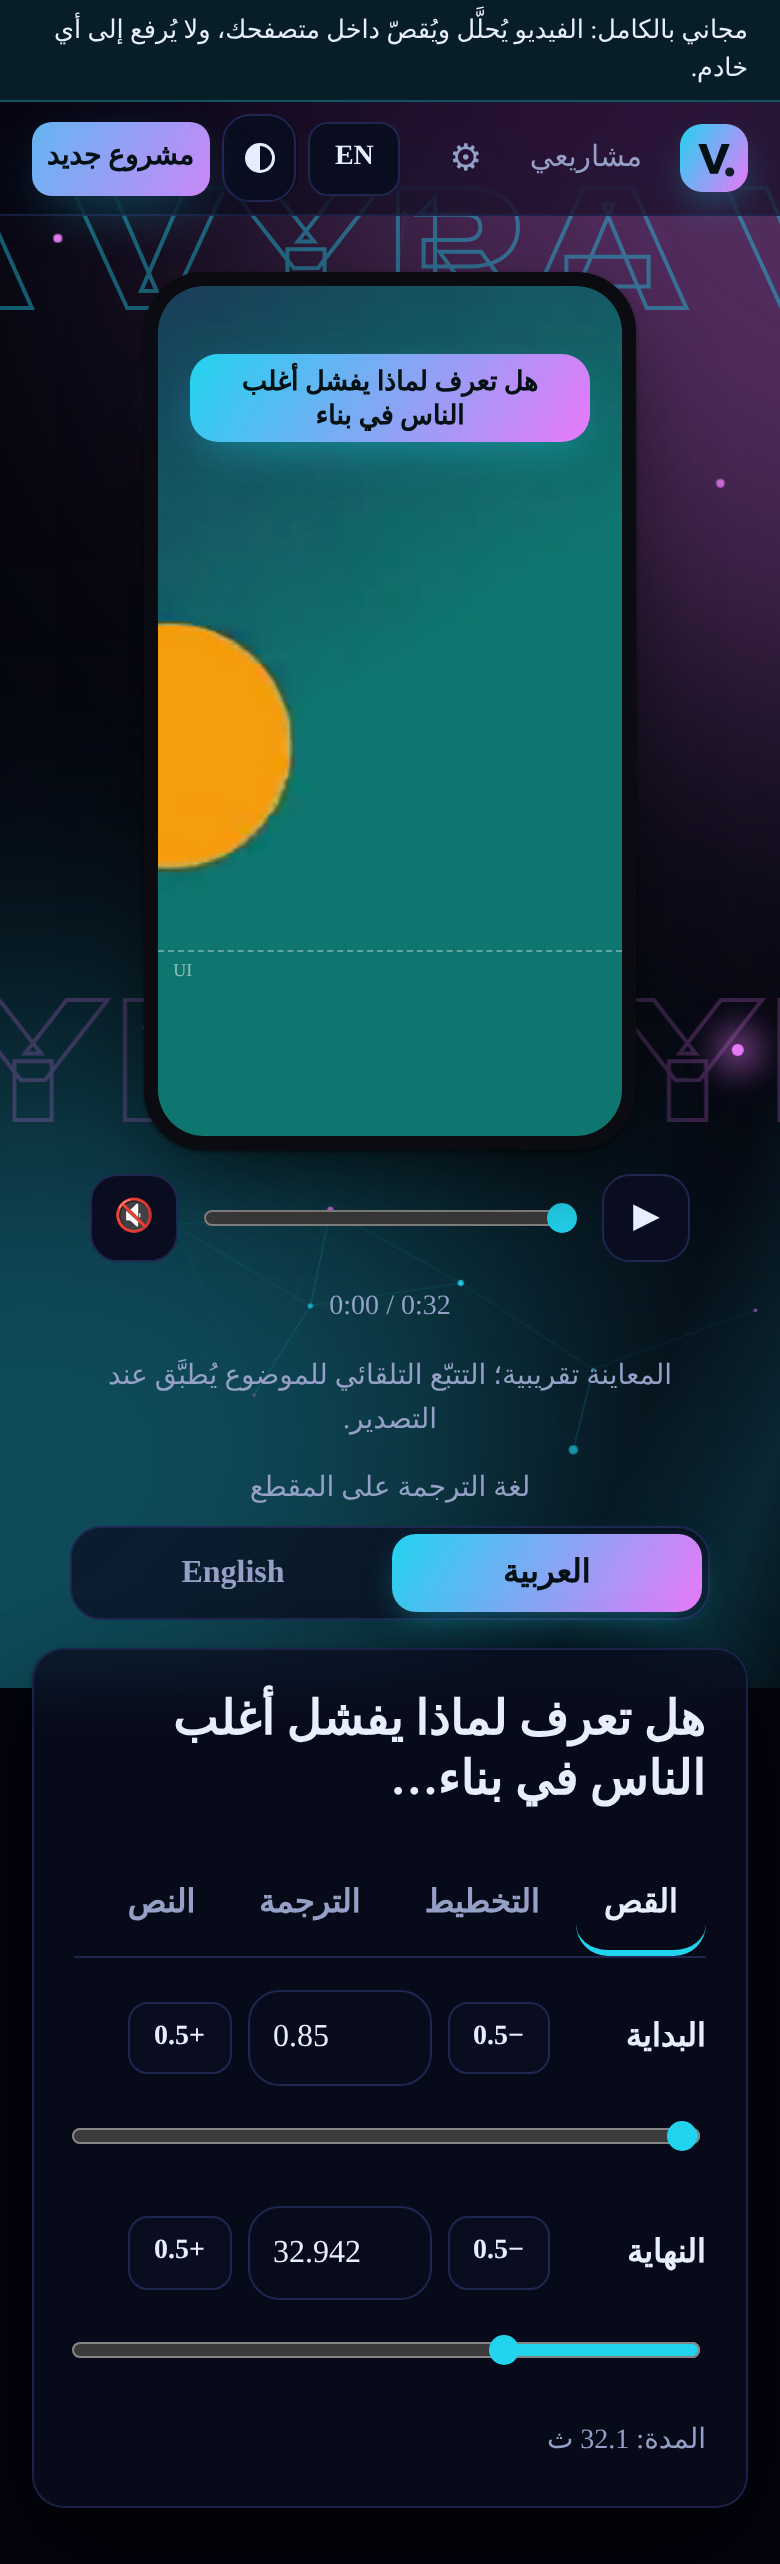 مجاني بالكامل: الفيديو يُحلَّل ويُقصّ داخل متصفحك، ولا يُرفع إلى أي
خادم.
V.
مشاريعي
EN
مشروع جديد
هل تعرف لماذا يفشل أغلب
الناس في بناء
UI
0:00 / 0:32
المعاينة تقريبية؛ التتبّع التلقائي للموضوع يُطبَّق عند
التصدير.
لغة الترجمة على المقطع
العربية
English
هل تعرف لماذا يفشل أغلب
الناس في بناء…
القص
التخطيط
الترجمة
النص
البداية
−0.5
0.85
+0.5
النهاية
−0.5
32.942
+0.5
المدة: 32.1 ث